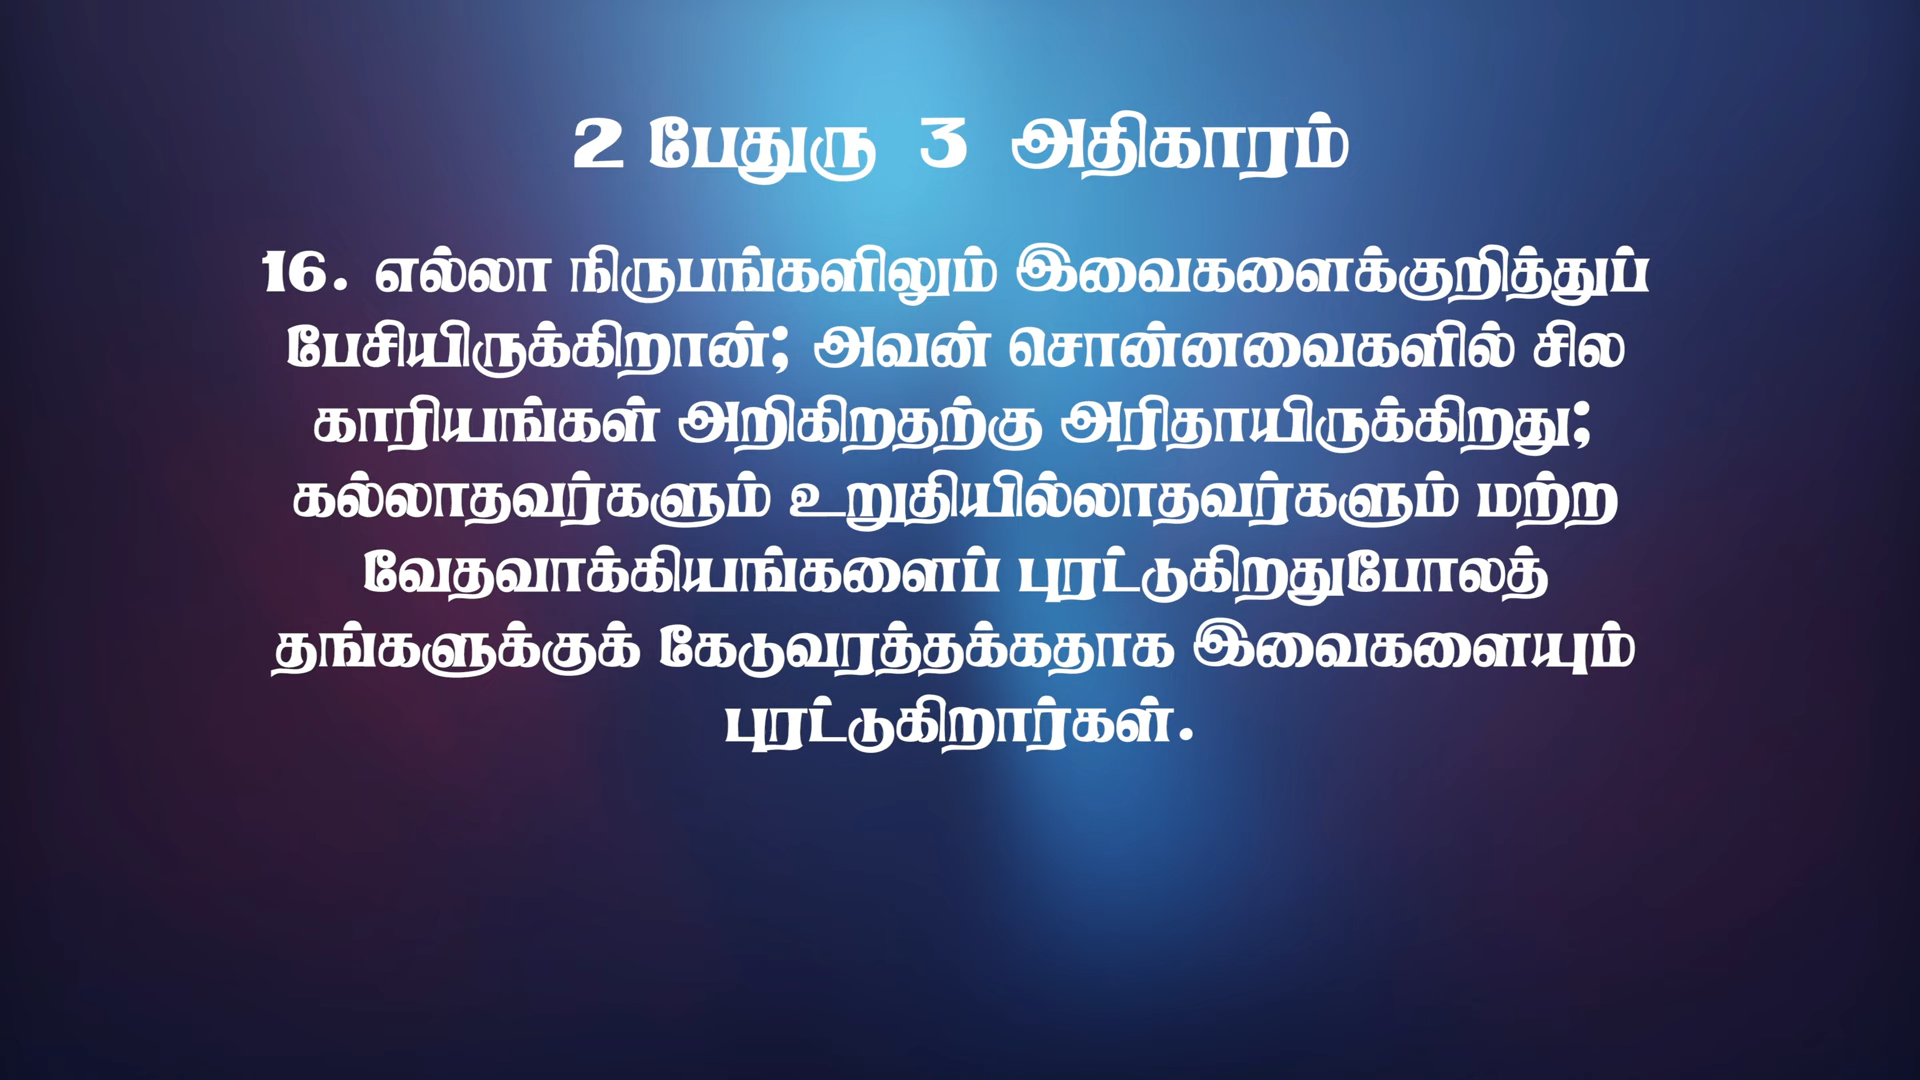 2 பேதுரு 3 அதிகாரம்
16. எல்லா நிருபங்களிலும் இவைகளைக்குறித்துப்
பேசியிருக்கிறான்; அவன் சொன்னவைகளில் சில
காரியங்கள் அறிகிறதற்கு அரிதாயிருக்கிறது;
கல்லாதவர்களும் உறுதியில்லாதவர்களும் மற்ற
வேதவாக்கியங்களைப் புரட்டுகிறதுபோலத்
தங்களுக்குக் கேடுவரத்தக்கதாக இவைகளையும்
புரட்டுகிறார்கள்.